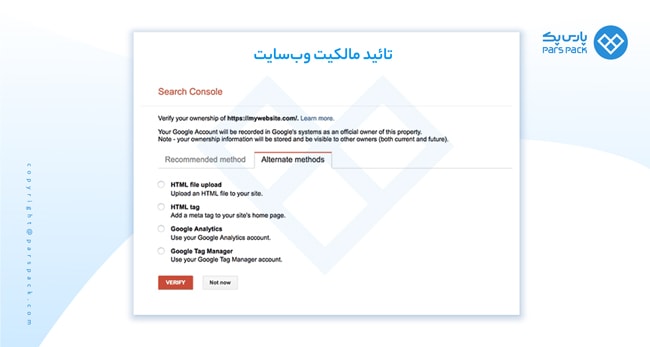 پارس پک
PARS PACK
تائید مالکیت وب‌سایت
Search Console
Verify your ownership of https://mywebsite.com/. Learn more.
Your Google Account will be recorded in Google's systems as an official owner of this property.
Note - your ownership information will be stored and be visible to other owners (both current and future).
Recommended method
Alternate methods
HTML file upload
Upload an HTML file to your site.
HTML tag
Add a meta tag to your site's home page.
Google Analytics
Use your Google Analytics account.
Google Tag Manager
Use your Google Tag Manager account.
VERIFY
Not now
copyright@parspack.com